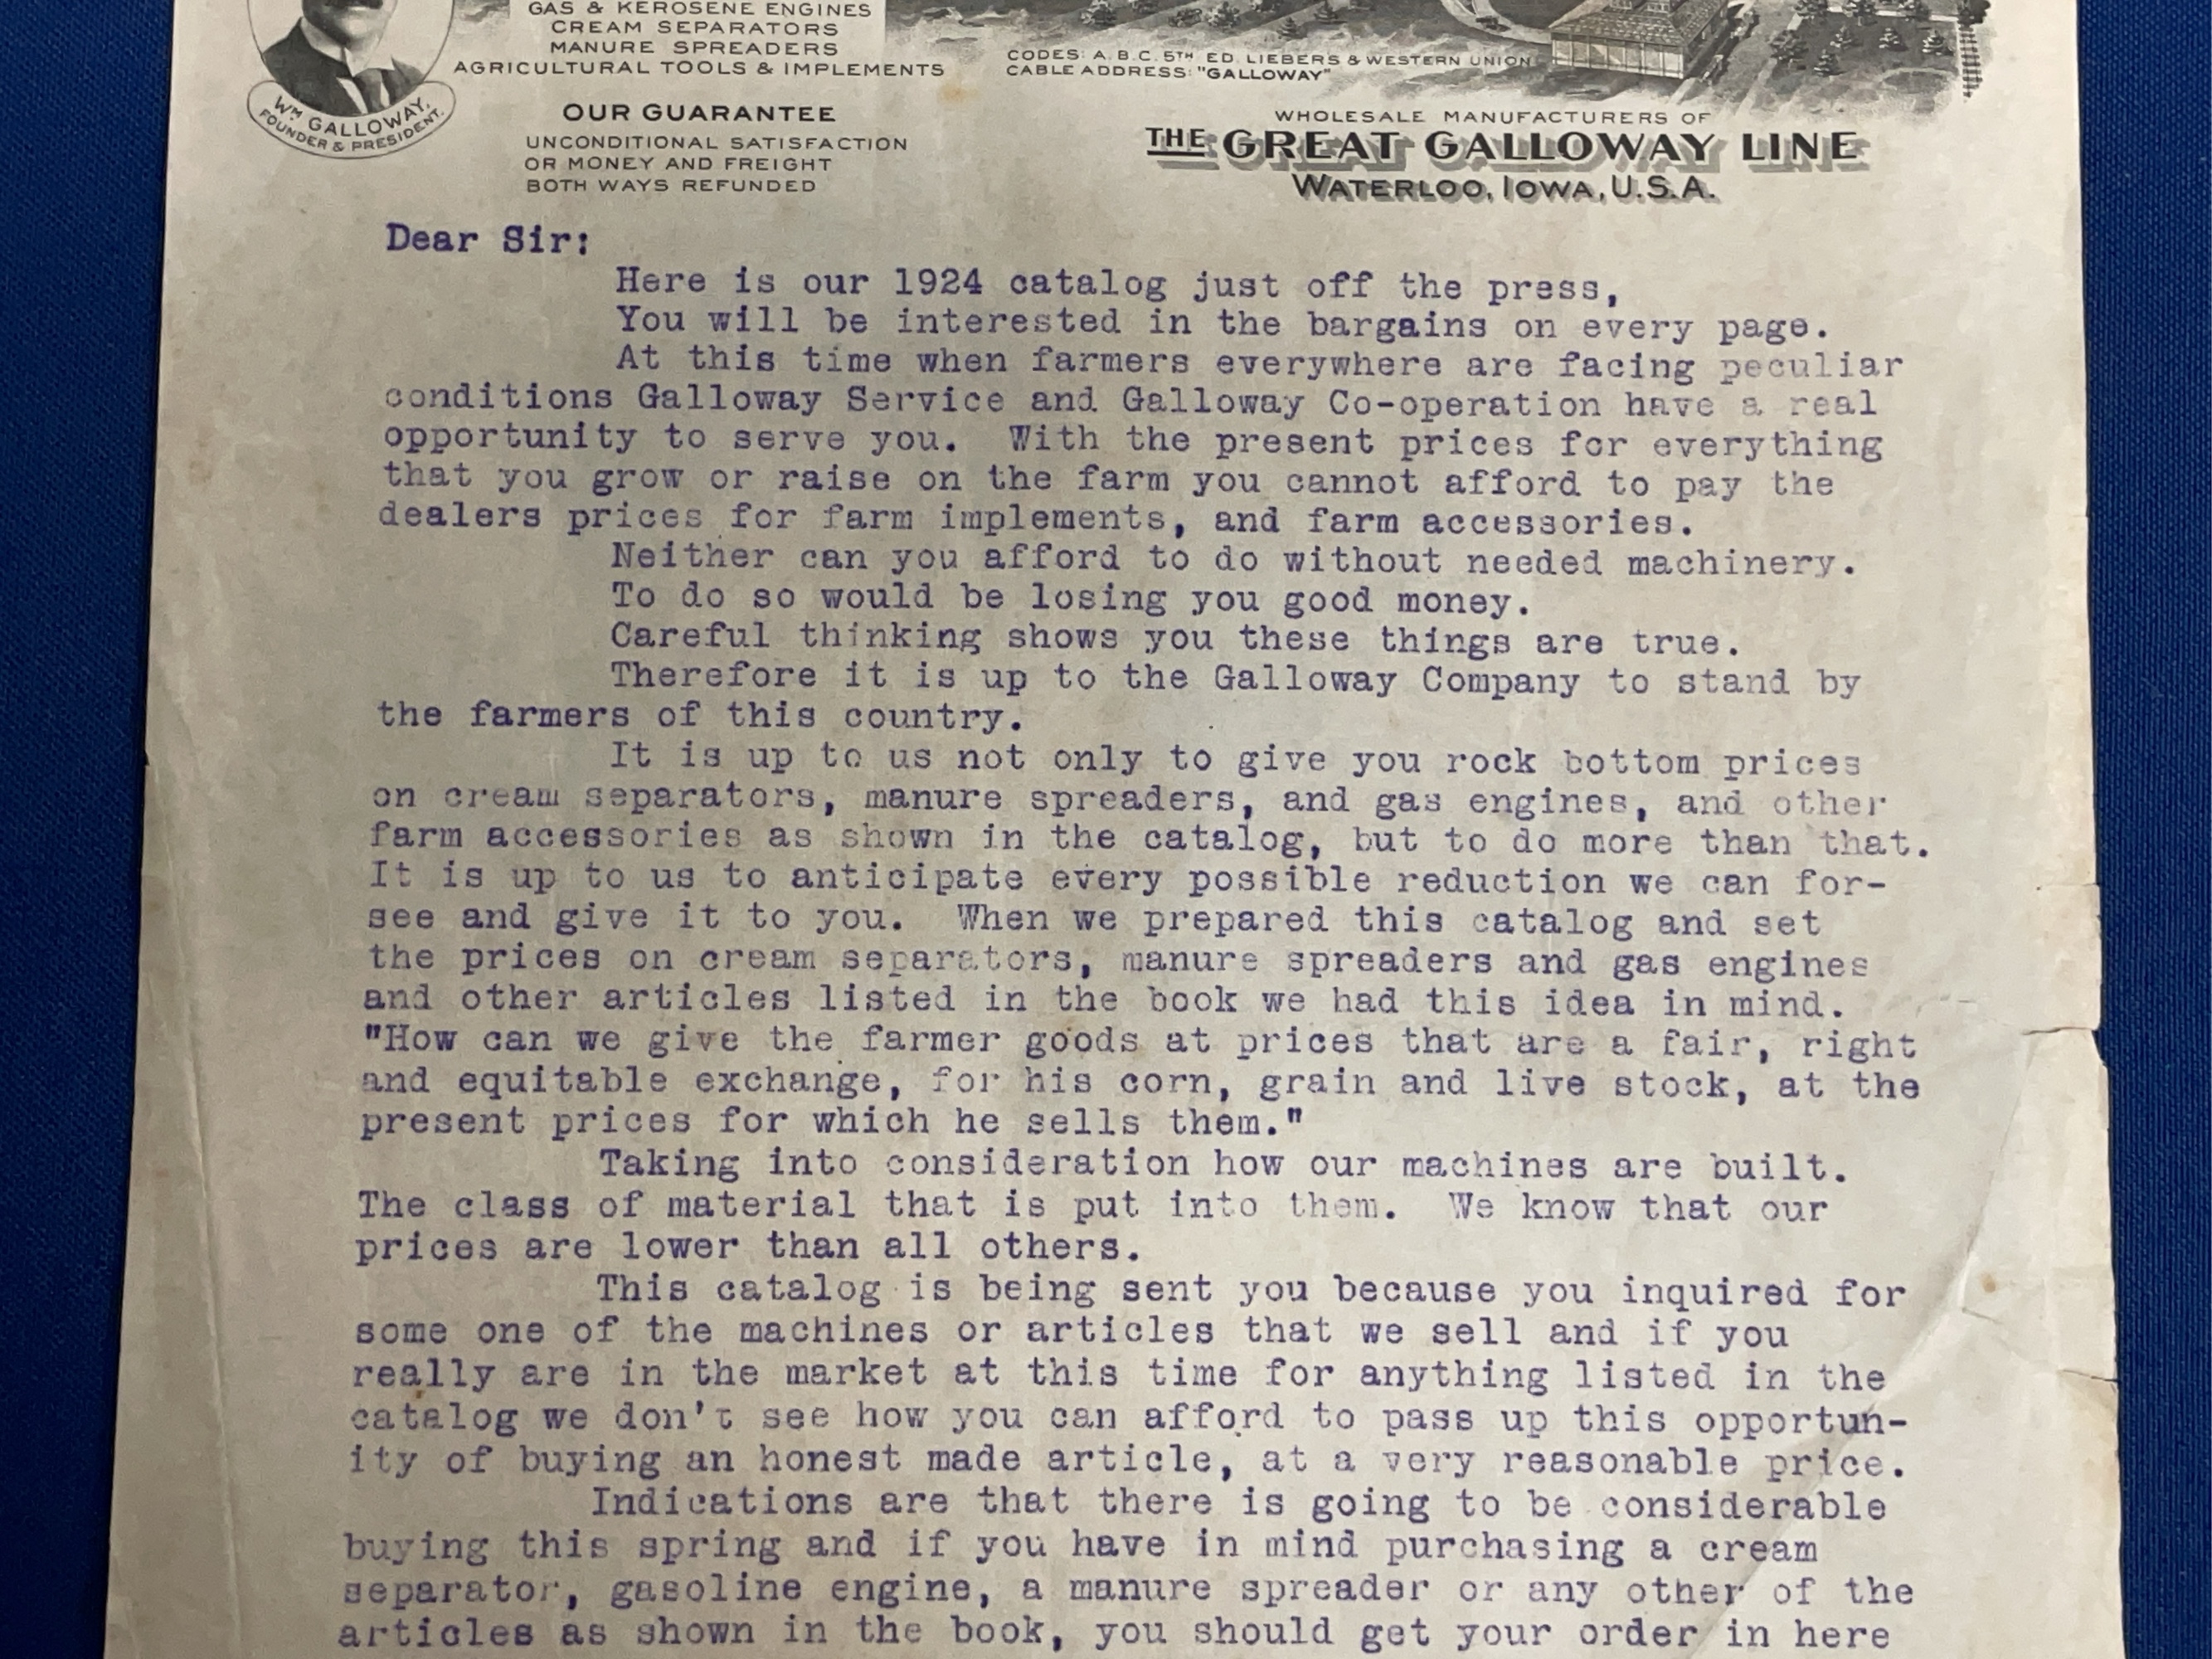 GAS & KEROSENE ENGINES
CREAM SEPARATORS
MANURE SPREADERS
AGRICULTURAL TOOLS & IMPLEMENTS
CODES: A.B.C. 5TH ED. LIEBERS & WESTERN UNION
CABLE ADDRESS: "GALLOWAY"
WM GALLOWAY,
FOUNDER & PRESIDENT.
OUR GUARANTEE
UNCONDITIONAL SATISFACTION
OR MONEY AND FREIGHT
BOTH WAYS REFUNDED
WHOLESALE MANUFACTURERS OF
THE GREAT GALLOWAY LINE
WATERLOO, IOWA, U.S.A.
Dear Sir:
Here is our 1924 catalog just off the press,
You will be interested in the bargains on every page.
At this time when farmers everywhere are facing peculiar
conditions Galloway Service and Galloway Co-operation have a real
opportunity to serve you. With the present prices for everything
that you grow or raise on the farm you cannot afford to pay the
dealers prices for farm implements, and farm accessories.
Neither can you afford to do without needed machinery.
To do so would be losing you good money.
Careful thinking shows you these things are true.
Therefore it is up to the Galloway Company to stand by
the farmers of this country.
It is up to us not only to give you rock bottom prices
on cream separators, manure spreaders, and gas engines, and other
farm accessories as shown in the catalog, but to do more than that.
It is up to us to anticipate every possible reduction we can for-
see and give it to you. When we prepared this catalog and set
the prices on cream separators, manure spreaders and gas engines
and other articles listed in the book we had this idea in mind.
"How can we give the farmer goods at prices that are a fair, right
and equitable exchange, for his corn, grain and live stock, at the
present prices for which he sells them."
Taking into consideration how our machines are built.
The class of material that is put into them. We know that our
prices are lower than all others.
This catalog is being sent you because you inquired for
some one of the machines or articles that we sell and if you
really are in the market at this time for anything listed in the
catalog we don't see how you can afford to pass up this opportun-
ity of buying an honest made article, at a very reasonable price.
Indications are that there is going to be considerable
buying this spring and if you have in mind purchasing a cream
separator, gasoline engine, a manure spreader or any other of the
articles as shown in the book, you should get your order in here